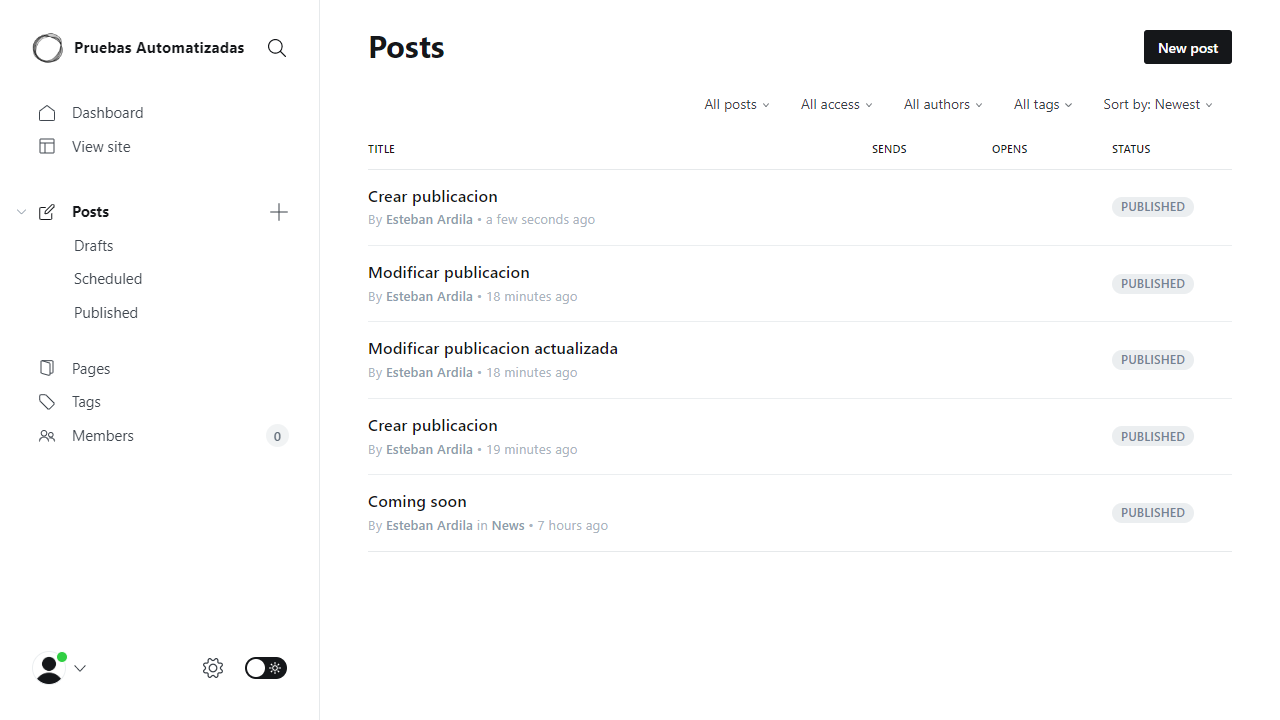 Pruebas Automatizadas
Dashboard
View site
Posts
Drafts
Scheduled
Published
Pages
Tags
Members 0
Posts
New post
All posts All access All authors All tags Sort by: Newest
TITLE SENDS OPENS STATUS
Crear publicacion
By Esteban Ardila • a few seconds ago
PUBLISHED
Modificar publicacion
By Esteban Ardila • 18 minutes ago
PUBLISHED
Modificar publicacion actualizada
By Esteban Ardila • 18 minutes ago
PUBLISHED
Crear publicacion
By Esteban Ardila • 19 minutes ago
PUBLISHED
Coming soon
By Esteban Ardila in News • 7 hours ago
PUBLISHED